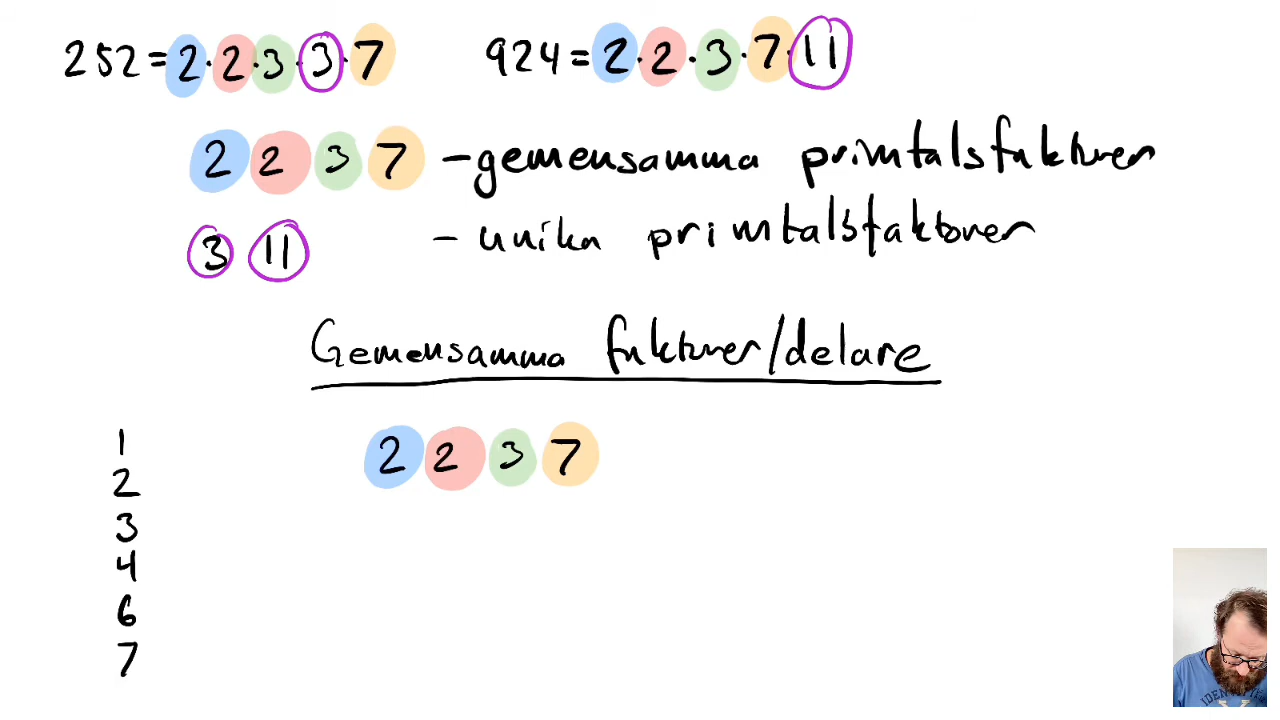 252=2·2·3·3·7
924=2·2·3·7·11
2 2 3 7 -gemensamma primtalsfaktorer
3 11 - unika primtalsfaktorer
Gemensamma faktorer/delare
2 2 3 7
1
2
3
4
6
7